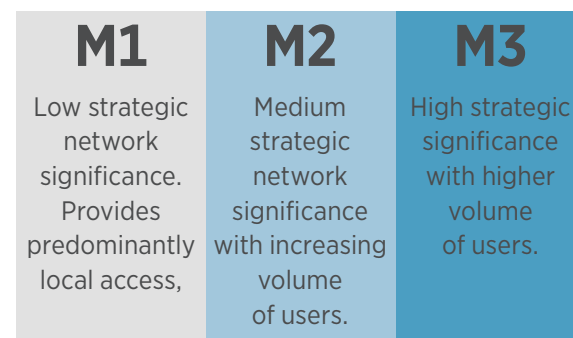 M1
Low strategic
network
significance.
Provides
predominantly
local access,
M2
Medium
strategic
network
significance
with increasing
volume
of users.
M3
High strategic
significance
with higher
volume
of users.